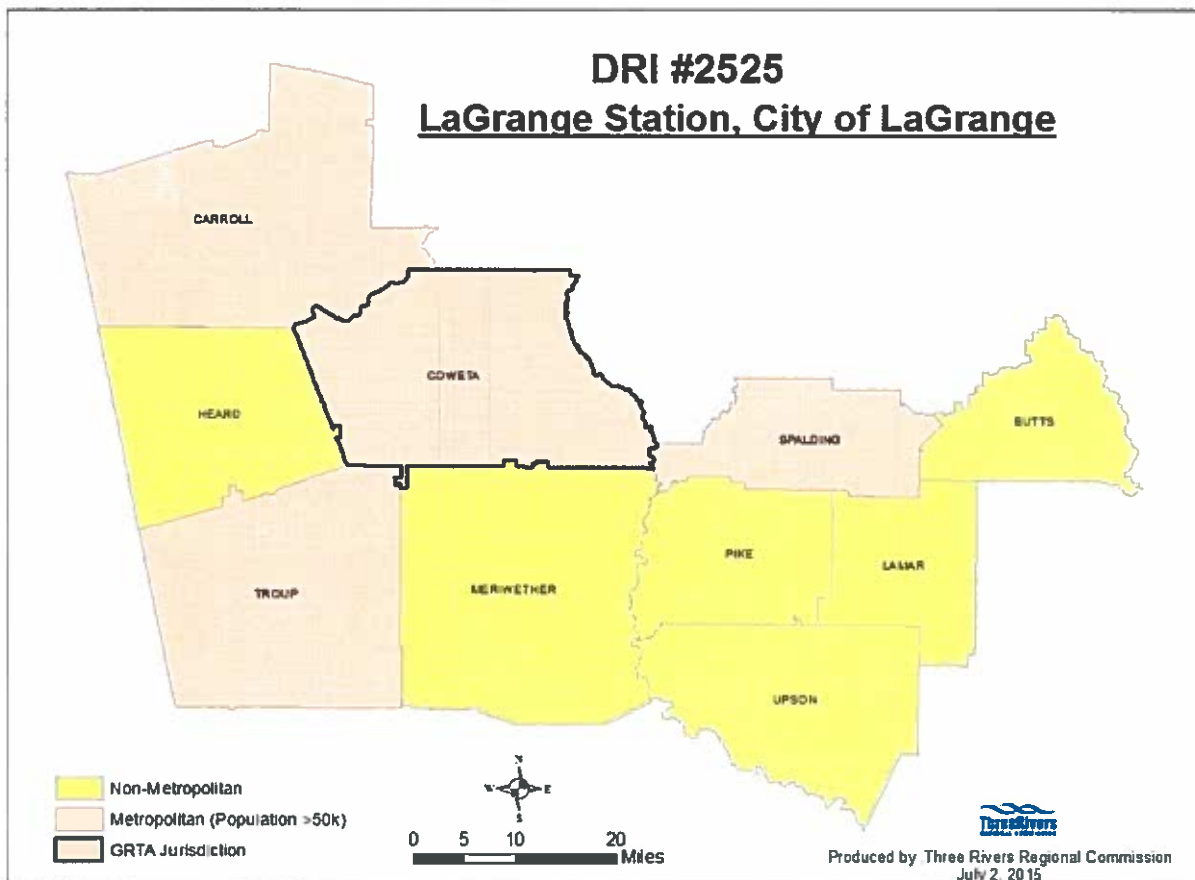 DRI #2525
LaGrange Station, City of LaGrange
CARROLL
COWETA
HEARD
SPALDING
BUTTS
PIKE
LAMAR
TROUP
MERIWETHER
UPSON
N
W E
S
Non-Metropolitan
Metropolitan (Population >50k)
GRTA Jurisdiction
0 5 10 20
Miles
ThreeRivers
Produced by Three Rivers Regional Commission
July 2, 2015